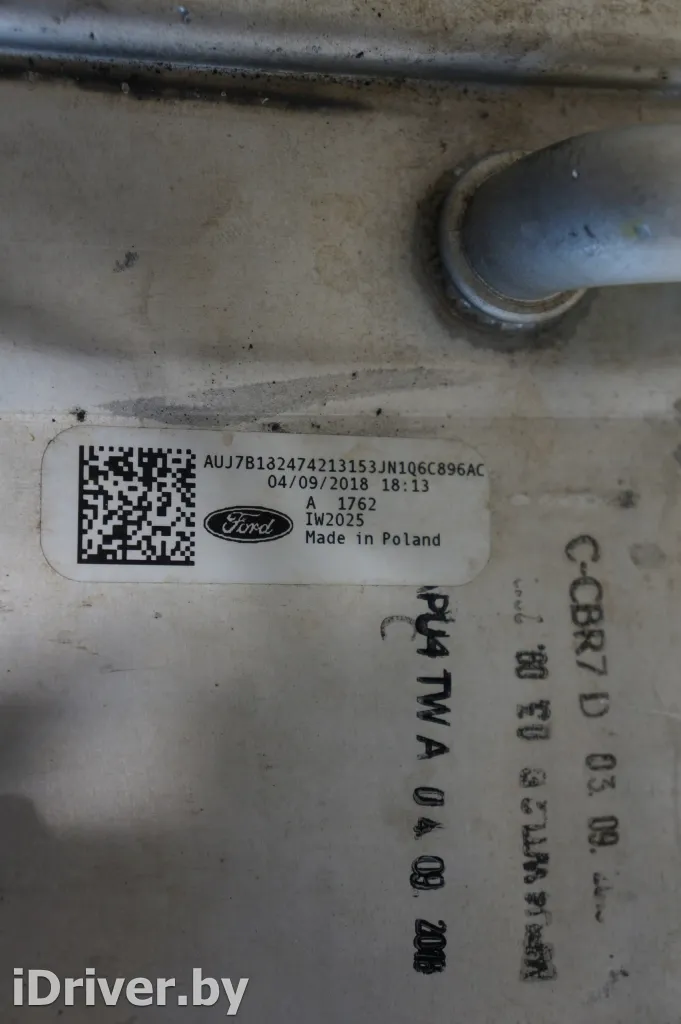 AUJ7B182474213153JN1Q6C896AC
04/09/2018 18:13
A 1762
IW2025
Made in Poland
Ford
C-CBR7 D 03. 09.
TW A 04. 09. 2018
iDriver.by